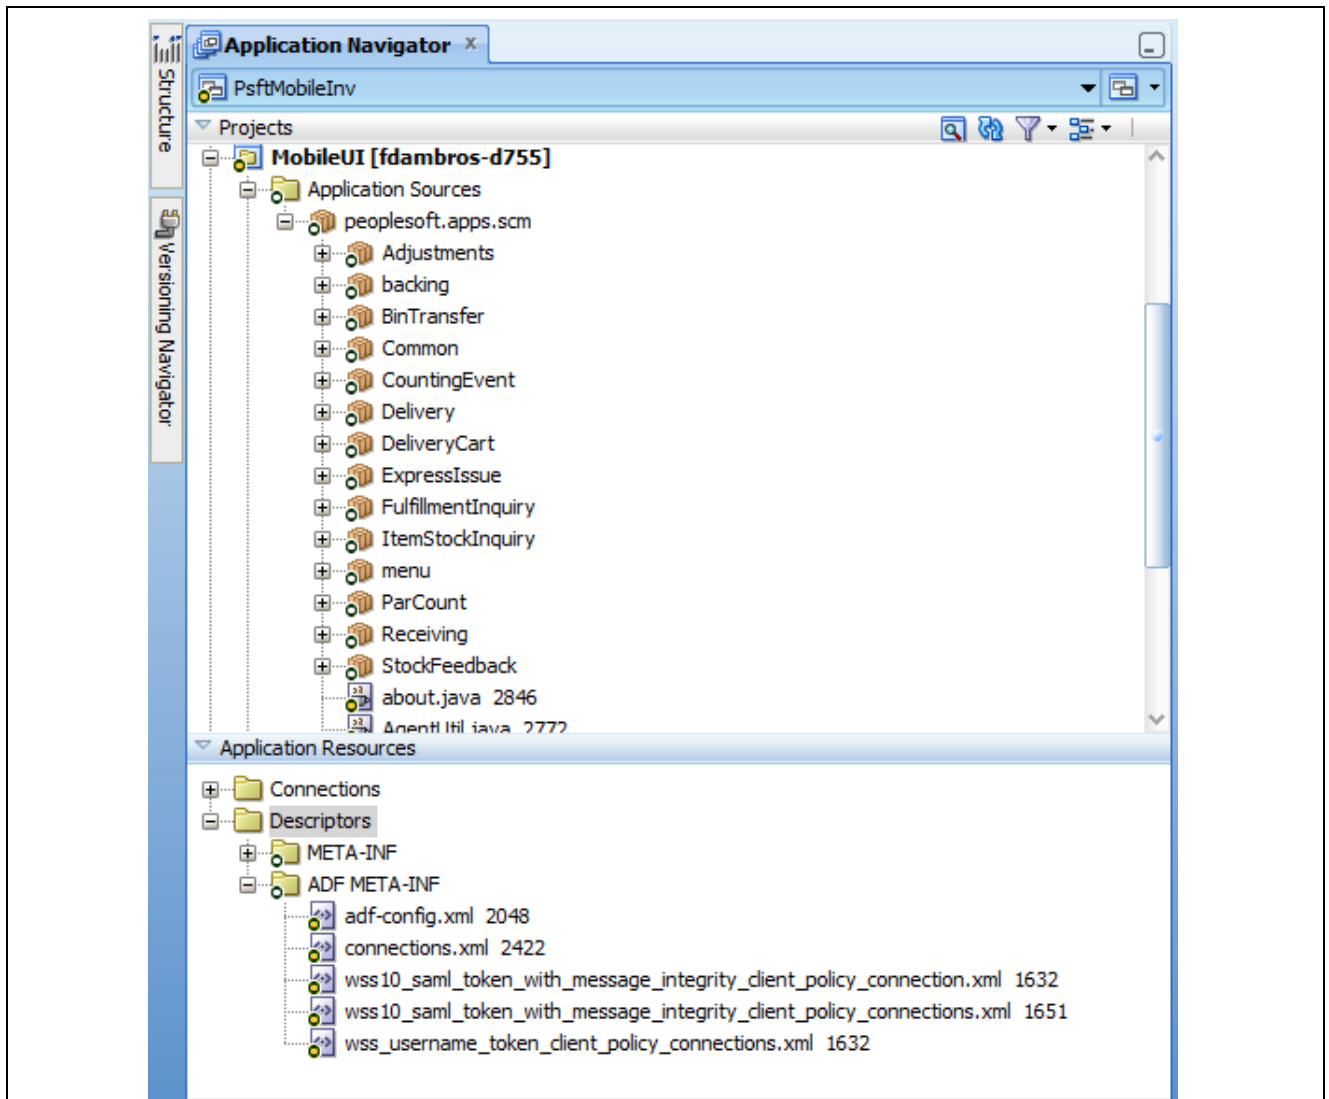 Structure
Versioning Navigator
Application Navigator
PsftMobileInv
Projects
MobileUI [fdambros-d755]
Application Sources
peoplesoft.apps.scm
Adjustments
backing
BinTransfer
Common
CountingEvent
Delivery
DeliveryCart
ExpressIssue
FulfillmentInquiry
ItemStockInquiry
menu
ParCount
Receiving
StockFeedback
about.java 2846
AgentUtil.java 2772
Application Resources
Connections
Descriptors
META-INF
ADF META-INF
adf-config.xml 2048
connections.xml 2422
wss10_saml_token_with_message_integrity_client_policy_connection.xml 1632
wss10_saml_token_with_message_integrity_client_policy_connections.xml 1651
wss_username_token_client_policy_connections.xml 1632